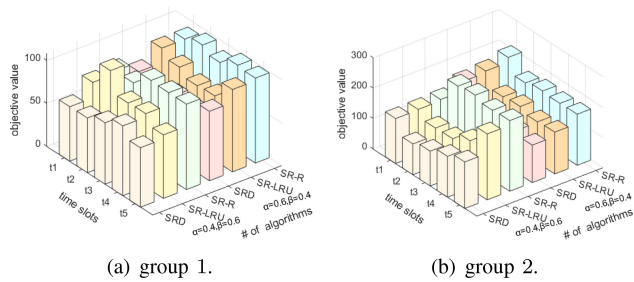 objective value
100
50
0
t1
t2
t3
t4
t5
time slots
SRD
SR-LRU
SR-R
SRD
SR-LRU
SR-R
α=0.4,β=0.6
α=0.6,β=0.4
# of algorithms
(a) group 1.
objective value
300
200
100
0
t1
t2
t3
t4
t5
time slots
SRD
SR-LRU
SR-R
SRD
SR-LRU
SR-R
α=0.4,β=0.6
α=0.6,β=0.4
# of algorithms
(b) group 2.